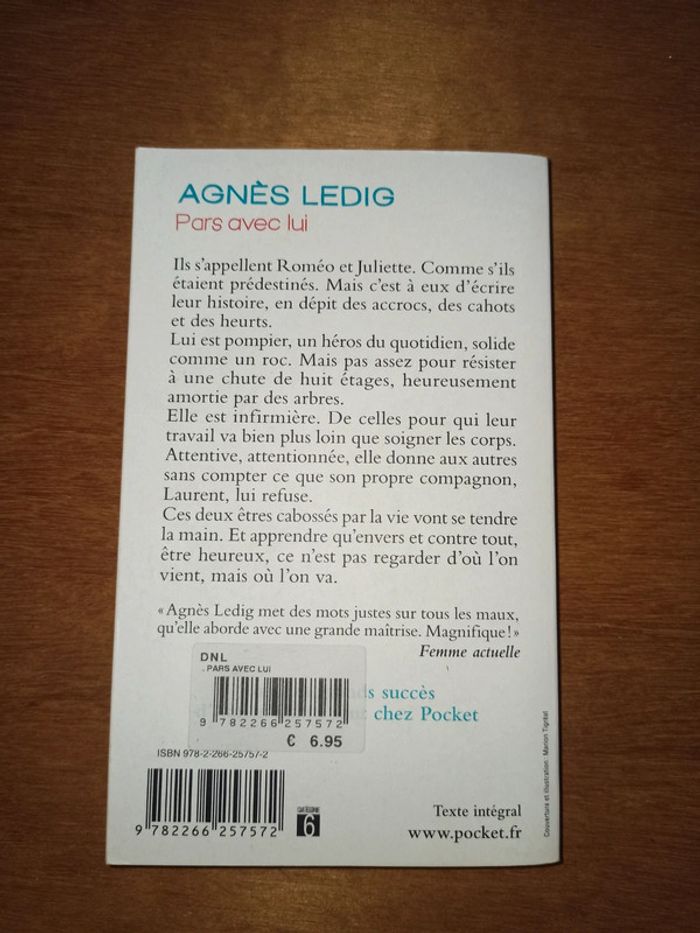 AGNÈS LEDIG
Pars avec lui
Ils s'appellent Roméo et Juliette. Comme s'ils
étaient prédestinés. Mais c'est à eux d'écrire
leur histoire, en dépit des accrocs, des cahots
et des heurts.
Lui est pompier, un héros du quotidien, solide
comme un roc. Mais pas assez pour résister
à une chute de huit étages, heureusement
amortie par des arbres.
Elle est infirmière. De celles pour qui leur
travail va bien plus loin que soigner les corps.
Attentive, attentionnée, elle donne aux autres
sans compter ce que son propre compagnon,
Laurent, lui refuse.
Ces deux êtres cabossés par la vie vont se tendre
la main. Et apprendre qu'envers et contre tout,
être heureux, ce n'est pas regarder d'où l'on
vient, mais où l'on va.
« Agnès Ledig met des mots justes sur tous les maux,
qu'elle aborde avec une grande maîtrise. Magnifique ! »
Femme actuelle
DNL
. PARS AVEC LUI
9 782266 257572
€ 6.95
succès
chez Pocket
ISBN 978-2-266-25757-2
9 782266 257572
CATÉGORIE
6
Texte intégral
www.pocket.fr
Couverture et illustration : Marion Tigréat